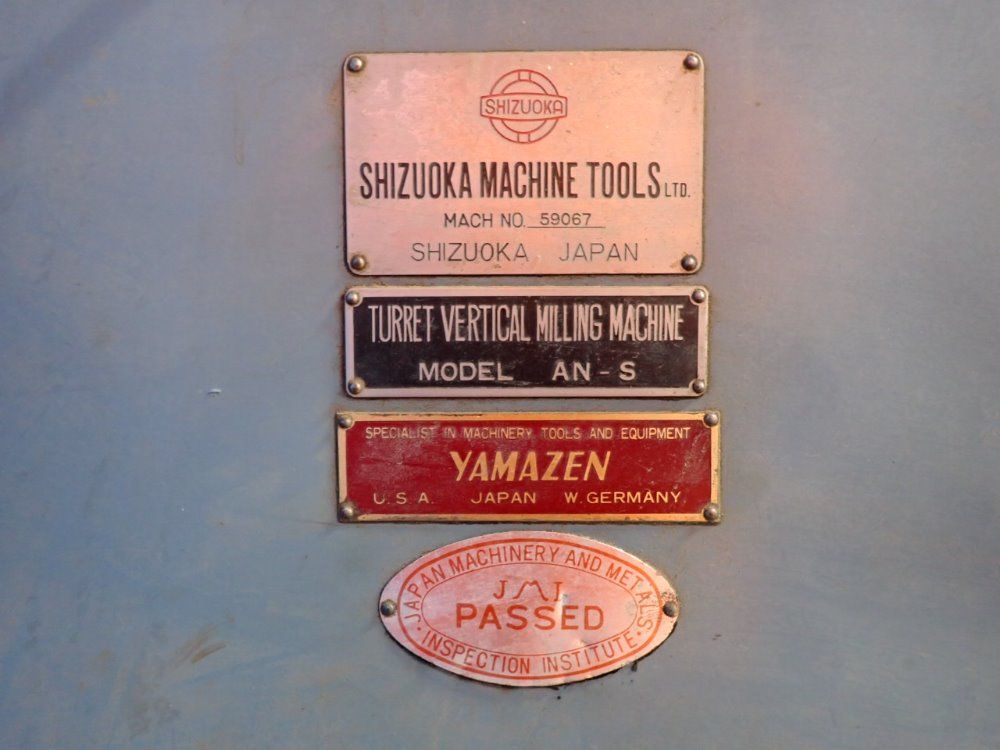 SHIZUOKA
SHIZUOKA MACHINE TOOLS LTD.
MACH NO. 59067
SHIZUOKA JAPAN
TURRET VERTICAL MILLING MACHINE
MODEL AN-S
SPECIALIST IN MACHINERY, TOOLS AND EQUIPMENT
YAMAZEN
U.S.A. JAPAN W.GERMANY.
JAPAN MACHINERY AND METALS
JMI
PASSED
INSPECTION INSTITUTE